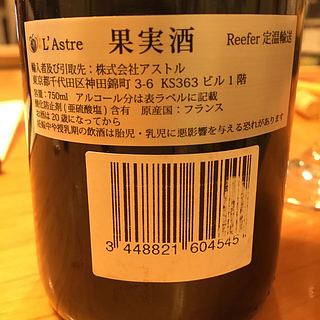 L'Astre 果実酒 Reefer 定温輸送
輸入者及び引取先：株式会社アストル
東京都千代田区神田錦町 3-6 KS363 ビル 1 階
容量：750ml アルコール分は表ラベルに記載
酸化防止剤（亜硫酸塩）含有 原産国：フランス
お酒は 20 歳になってから
妊娠中や授乳期の飲酒は胎児・乳児に悪影響を与える恐れがあります
3 448821 604545